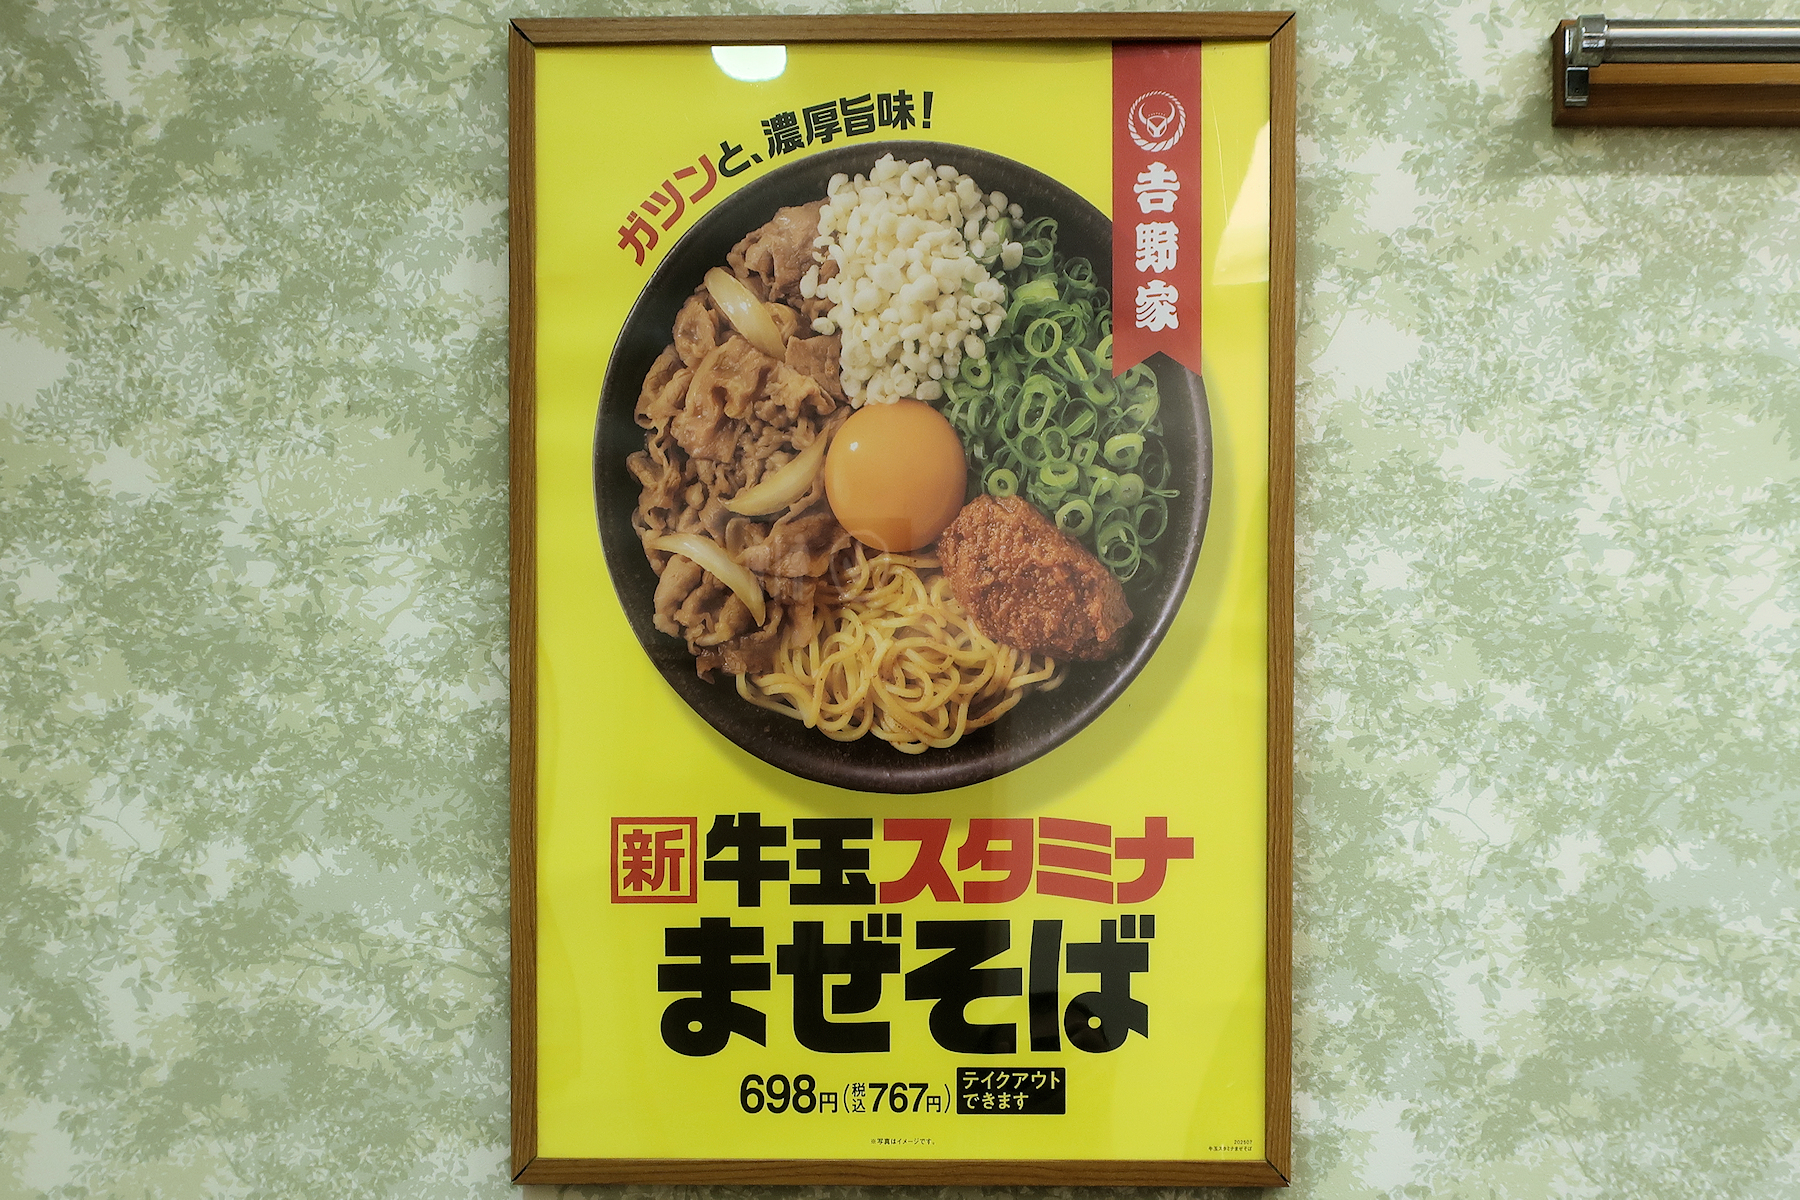 ガツンと、濃厚旨味！
吉野家
新 牛玉スタミナ
まぜそば
698円(税込767円) テイクアウトできます
※写真はイメージです。
牛玉スタミナまぜそば